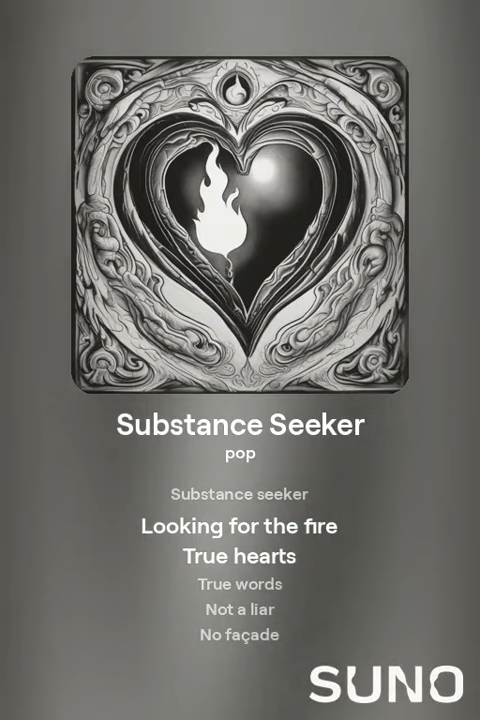 Substance Seeker
pop
Substance seeker
Looking for the fire
True hearts
True words
Not a liar
No façade
SUNO